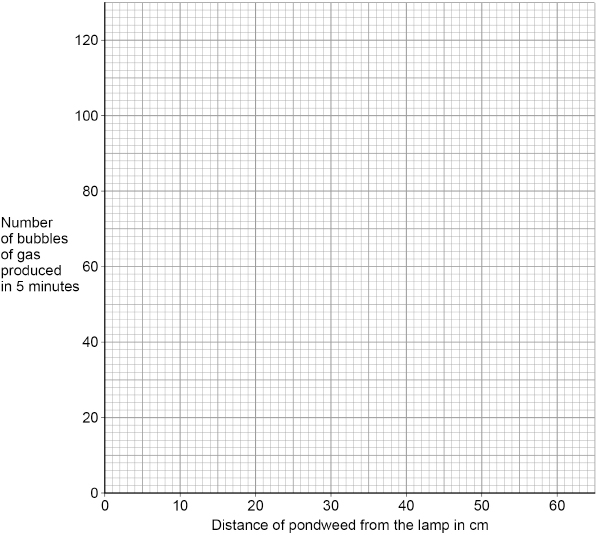 120
100
80
60
40
20
0
Number
of bubbles
of gas
produced
in 5 minutes
0 10 20 30 40 50 60
Distance of pondweed from the lamp in cm